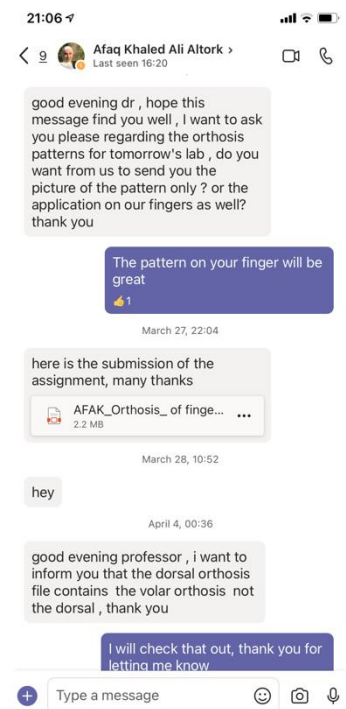 21:06
9
Afaq Khaled Ali Altork >
Last seen 16:20
good evening dr , hope this
message find you well , I want to ask
you please regarding the orthosis
patterns for tomorrow's lab , do you
want from us to send you the
picture of the pattern only ? or the
application on our fingers as well?
thank you
The pattern on your finger will be
great
👍1
March 27, 22:04
here is the submission of the
assignment, many thanks
AFAK_Orthosis_ of finge...
2.2 MB
March 28, 10:52
hey
April 4, 00:36
good evening professor , i want to
inform you that the dorsal orthosis
file contains the volar orthosis not
the dorsal , thank you
I will check that out, thank you for
letting me know
Type a message